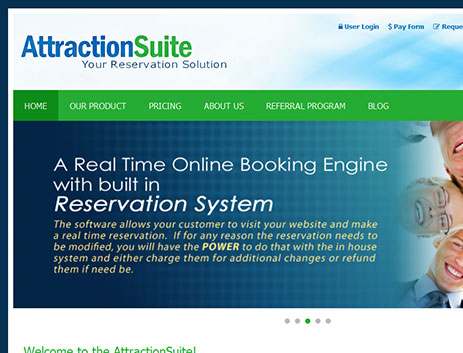 User Login $ Pay Form
AttractionSuite
Your Reservation Solution
HOME OUR PRODUCT PRICING ABOUT US REFERRAL PROGRAM BLOG
A Real Time Online Booking Engine
with built in
Reservation System
The software allows your customer to visit your website and make
a real time reservation. If for any reason the reservation needs to
be modified, you will have the POWER to do that with the in house
system and either charge them for additional changes or refund
them if need be.
Welcome to the AttractionSuite!